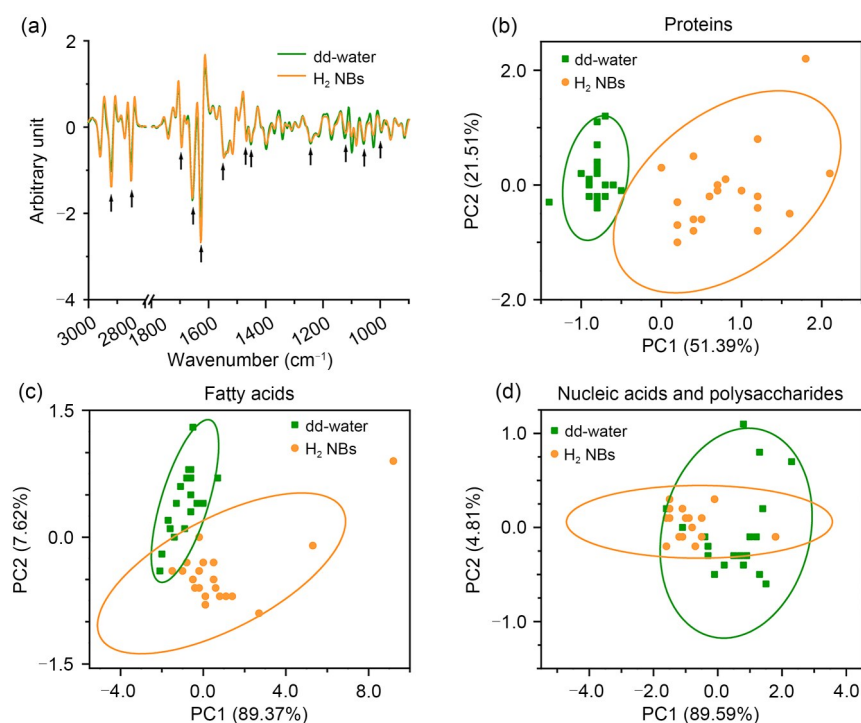 (a)
2
0
−2
−4
Arbitrary unit
dd-water
H₂ NBs
3000
2800
1800
1600
1400
1200
1000
Wavenumber (cm⁻¹)
(b)
Proteins
dd-water
H₂ NBs
2.0
0.0
−2.0
PC2 (21.51%)
−1.0
0.0
1.0
2.0
PC1 (51.39%)
(c)
Fatty acids
dd-water
H₂ NBs
1.5
0.0
−1.5
PC2 (7.62%)
−4.0
0.0
4.0
8.0
PC1 (89.37%)
(d)
Nucleic acids and polysaccharides
dd-water
H₂ NBs
1.0
0.0
−1.0
PC2 (4.81%)
−4.0
−2.0
0.0
2.0
4.0
PC1 (89.59%)